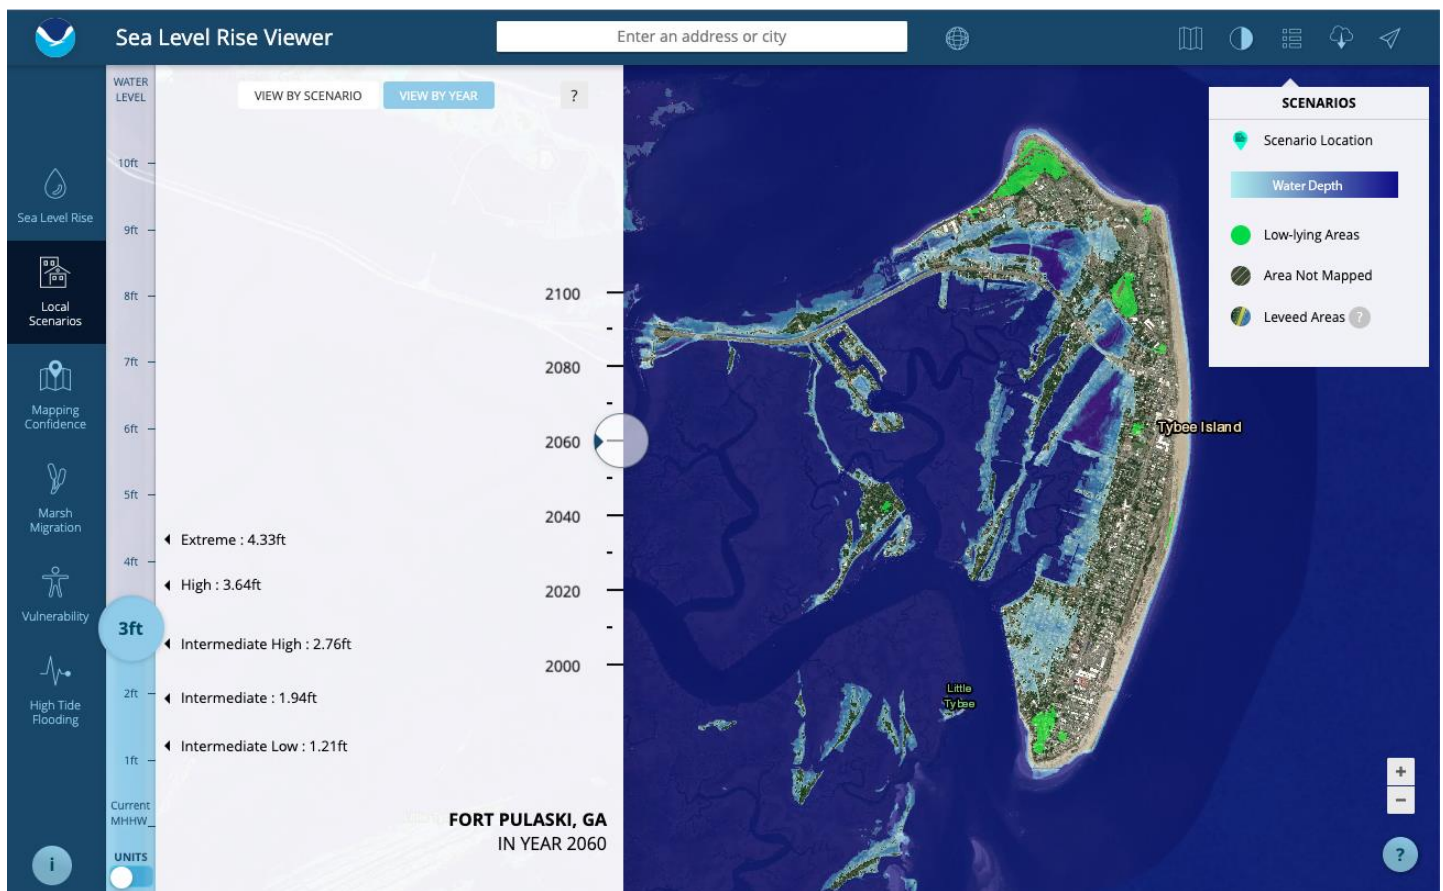 Sea Level Rise Viewer
Enter an address or city
WATER
LEVEL
VIEW BY SCENARIO
VIEW BY YEAR
?
SCENARIOS
Scenario Location
Water Depth
Low-lying Areas
Area Not Mapped
Leveed Areas ?
Sea Level Rise
Local
Scenarios
Mapping
Confidence
Marsh
Migration
Vulnerability
High Tide
Flooding
i
10ft
9ft
8ft
7ft
6ft
5ft
4ft
3ft
2ft
1ft
Current
MHHW
UNITS
Extreme : 4.33ft
High : 3.64ft
Intermediate High : 2.76ft
Intermediate : 1.94ft
Intermediate Low : 1.21ft
2100
2080
2060
2040
2020
2000
FORT PULASKI, GA
IN YEAR 2060
Tybee Island
Little
Tybee
+
−
?